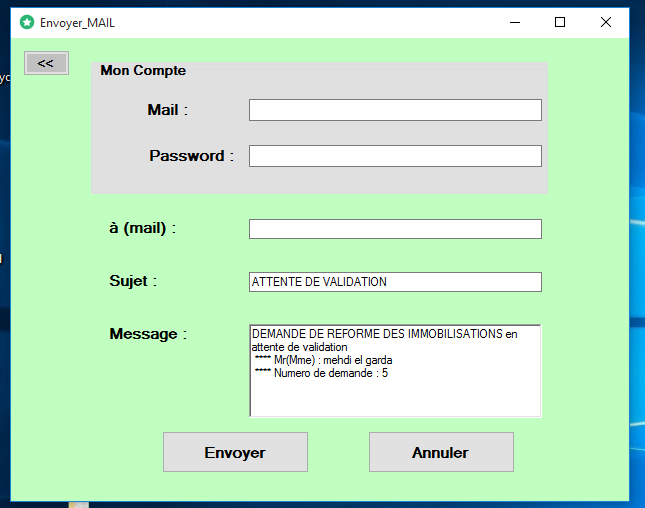 Envoyer_MAIL
<<
Mon Compte
Mail :
Password :
à (mail) :
Sujet :
ATTENTE DE VALIDATION
Message :
DEMANDE DE REFORME DES IMMOBILISATIONS en
attente de validation
**** Mr(Mme) : mehdi el garda
**** Numero de demande : 5
Envoyer
Annuler